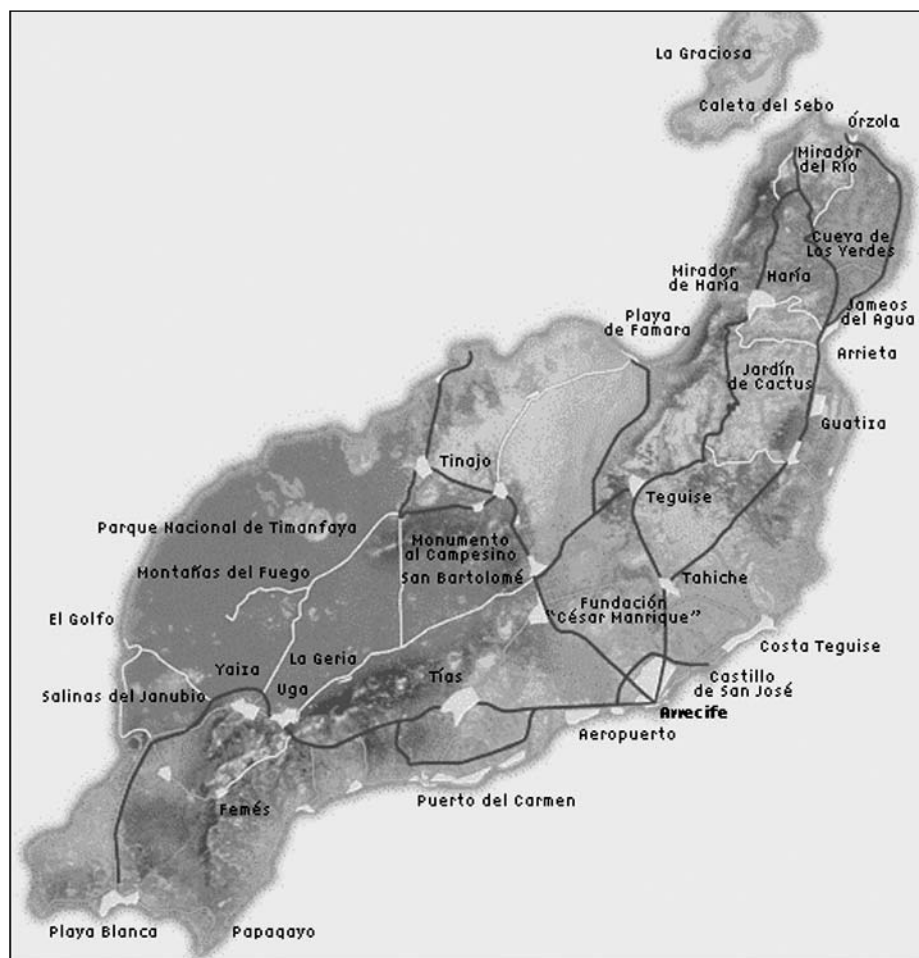 La Graciosa
Caleta del Sebo
Órzola
Mirador
del Río
Cueva de
Los Verdes
Mirador
de Haría
Haría
Jameos
del Agua
Playa
de Famara
Arrieta
Jardín
de Cactus
Guatiza
Tinajo
Teguise
Parque Nacional de Timanfaya
Monumento
al Campesino
San Bartolomé
Montañas del Fuego
Tahiche
Fundación
"César Manrique"
El Golfo
Costa Teguise
La Geria
Yaiza
Tías
Castillo
de San José
Salinas del Janubio
Uga
Arrecife
Aeropuerto
Puerto del Carmen
Femés
Playa Blanca
Papagayo